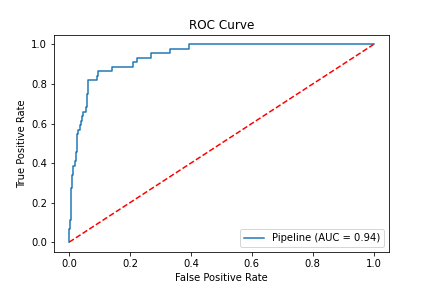 ROC Curve
1.0
0.8
0.6
0.4
0.2
0.0
True Positive Rate
Pipeline (AUC = 0.94)
0.0 0.2 0.4 0.6 0.8 1.0
False Positive Rate